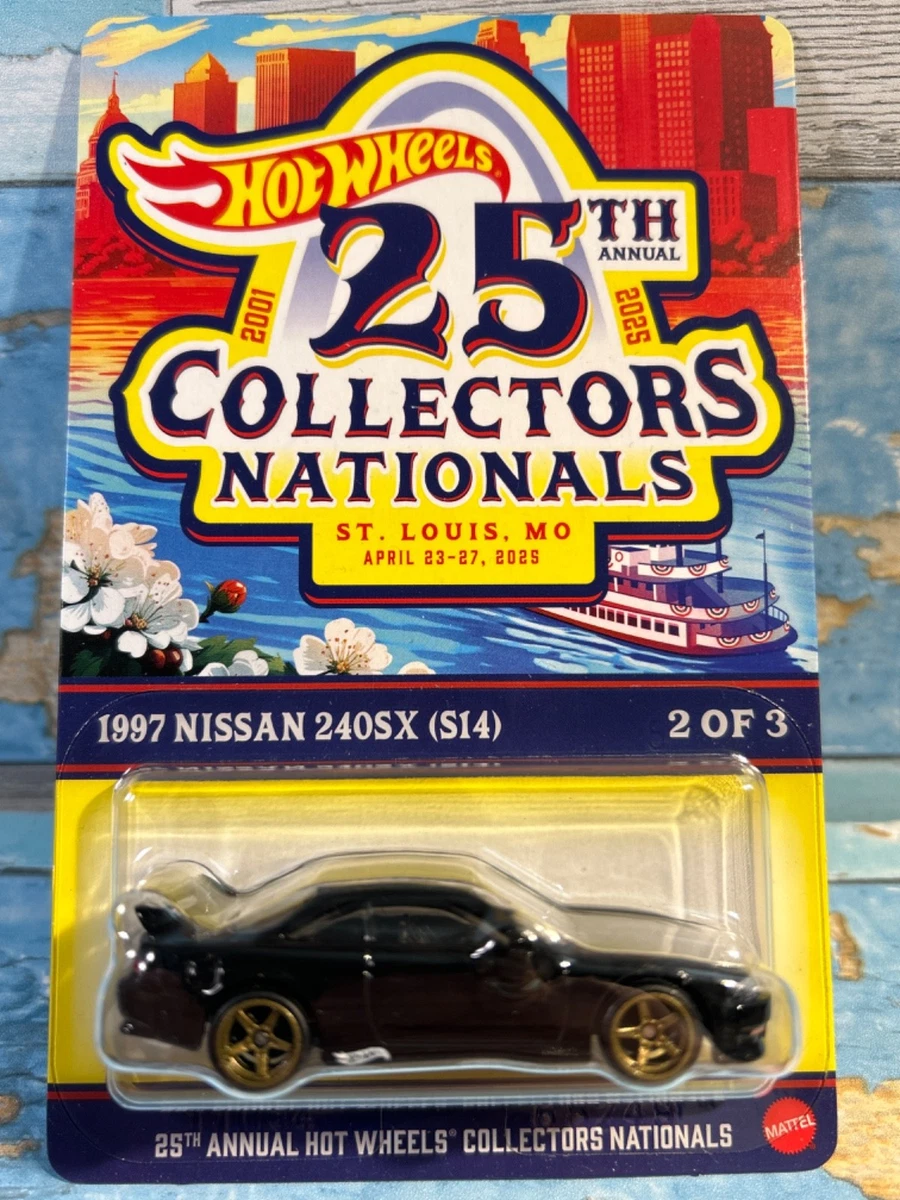 HOT WHEELS
25TH
ANNUAL
2001
2025
COLLECTORS
NATIONALS
ST. LOUIS, MO
APRIL 23-27, 2025
1997 NISSAN 240SX (S14)
2 OF 3
25TH ANNUAL HOT WHEELS® COLLECTORS NATIONALS
MATTEL